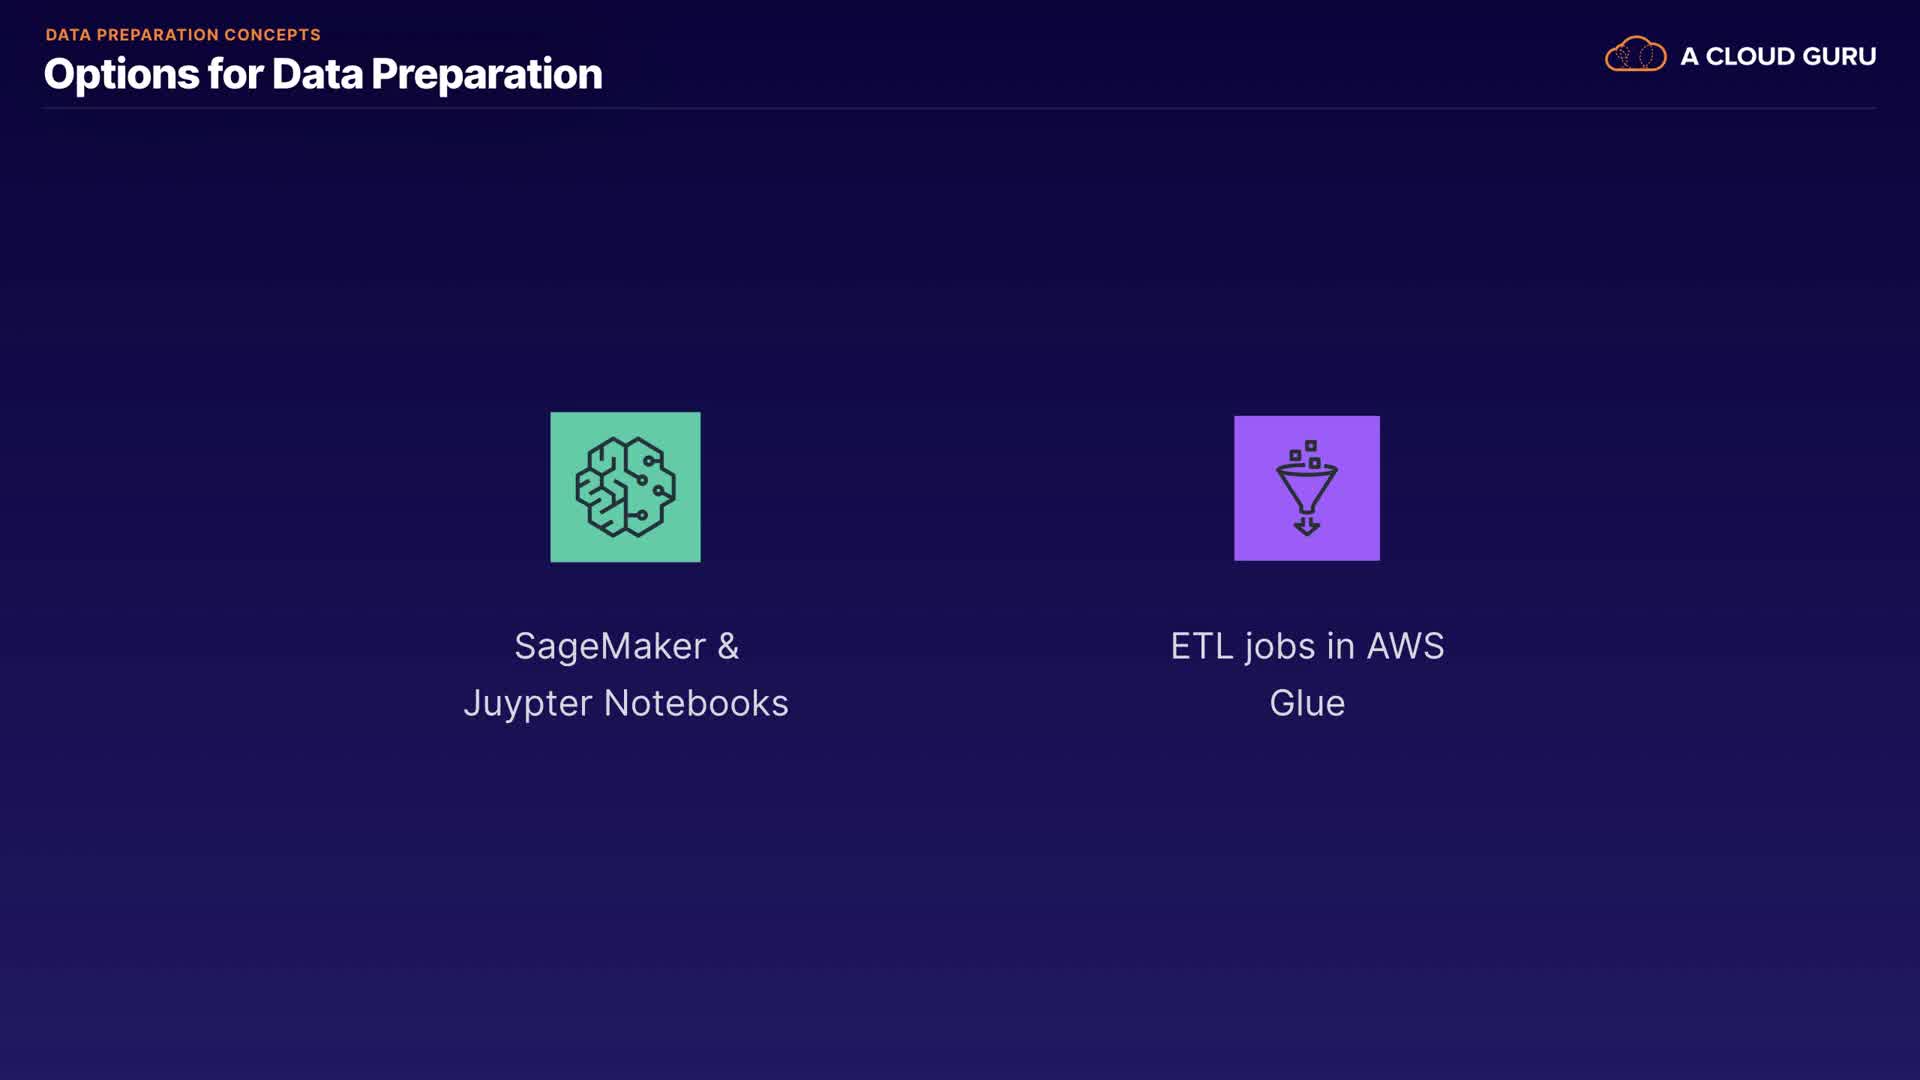 DATA PREPARATION CONCEPTS
Options for Data Preparation
A CLOUD GURU
SageMaker &
Juypter Notebooks
ETL jobs in AWS
Glue